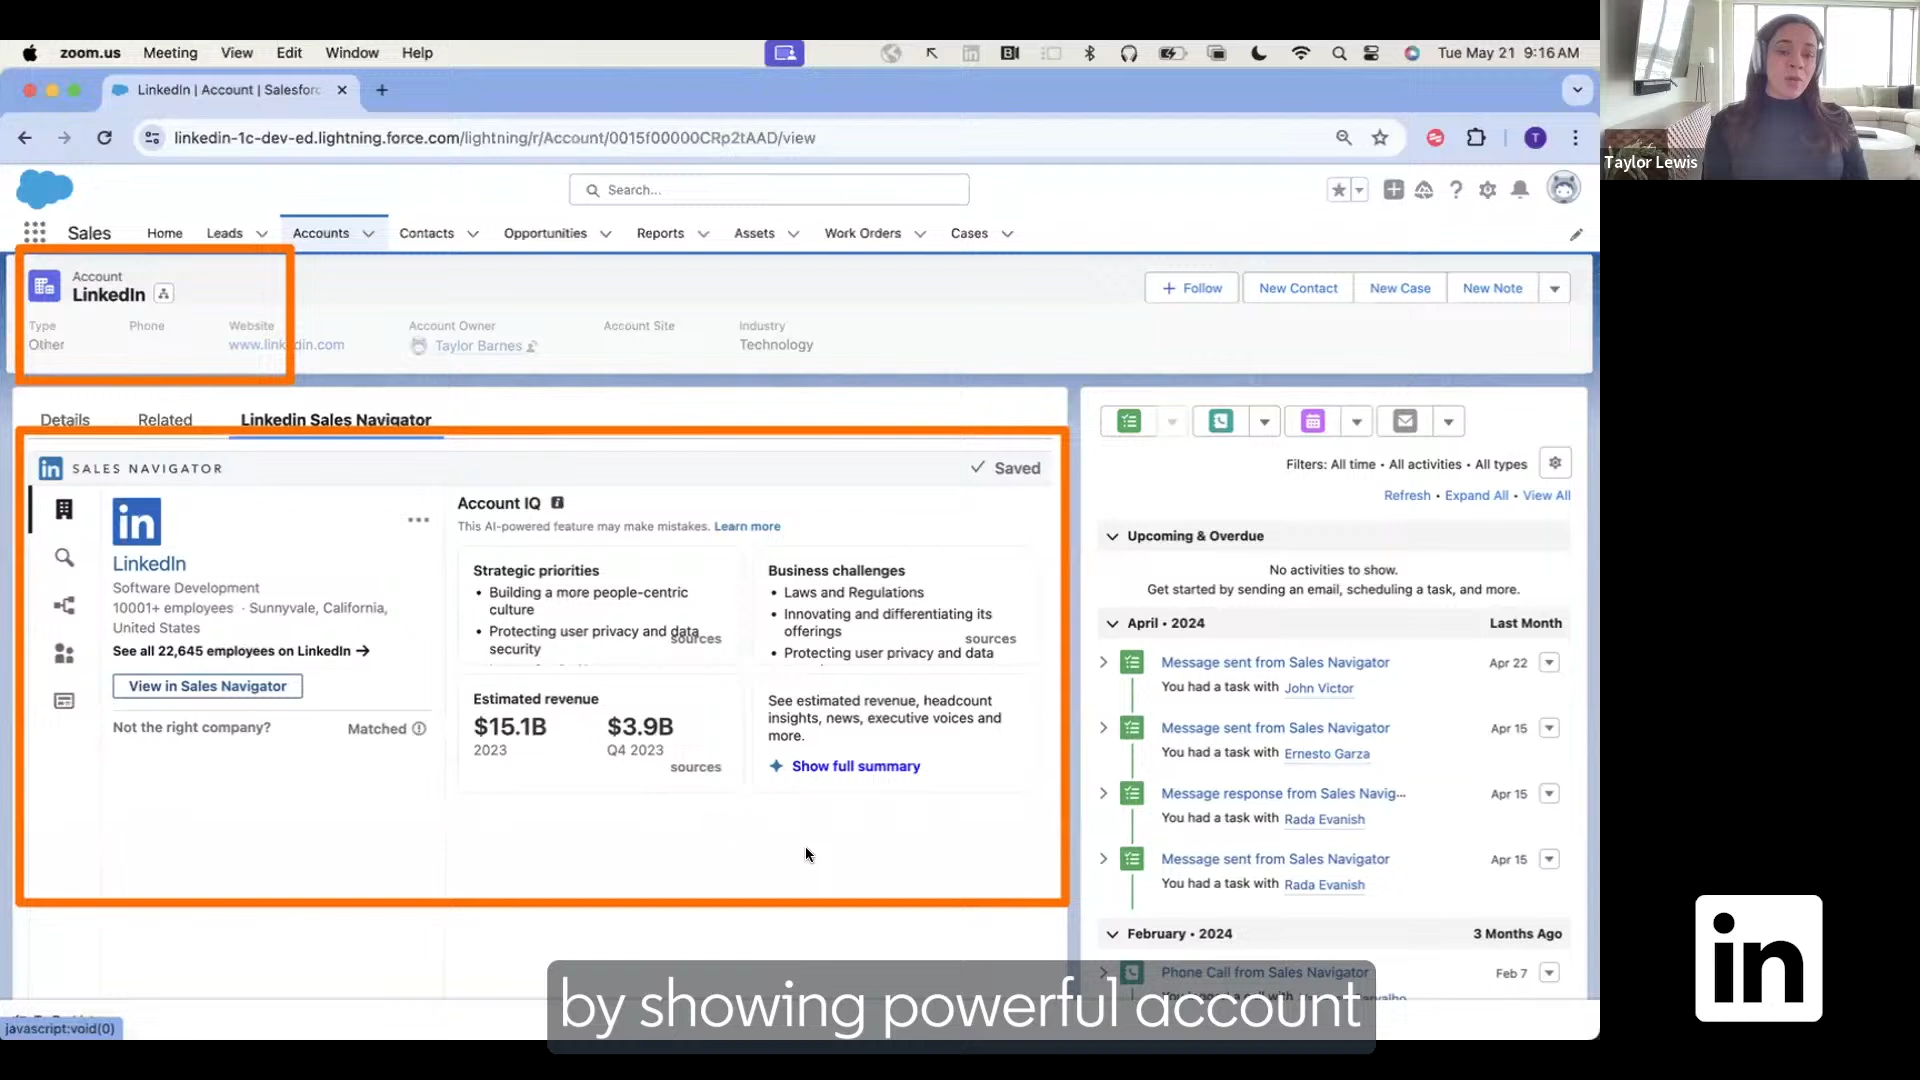 zoom.us Meeting View Edit Window Help
Tue May 21 9:16 AM
LinkedIn | Account | Salesforc
linkedin-1c-dev-ed.lightning.force.com/lightning/r/Account/0015f00000CRp2tAAD/view
T
Taylor Lewis
Search...
Sales Home Leads Accounts Contacts Opportunities Reports Assets Work Orders Cases
Account
LinkedIn
+ Follow New Contact New Case New Note
Type Phone Website Account Owner Account Site Industry
Other www.linkedin.com Taylor Barnes Technology
Details Related Linkedin Sales Navigator
in SALES NAVIGATOR
Saved
in
LinkedIn
Software Development
10001+ employees · Sunnyvale, California,
United States
See all 22,645 employees on LinkedIn →
View in Sales Navigator
Not the right company? Matched
Account IQ
This AI-powered feature may make mistakes. Learn more
Strategic priorities
• Building a more people-centric
culture
• Protecting user privacy and data
security
sources
Business challenges
• Laws and Regulations
• Innovating and differentiating its
offerings
• Protecting user privacy and data
sources
Estimated revenue
$15.1B $3.9B
2023 Q4 2023
sources
See estimated revenue, headcount
insights, news, executive voices and
more.
Show full summary
Filters: All time • All activities • All types
Refresh • Expand All • View All
Upcoming & Overdue
No activities to show.
Get started by sending an email, scheduling a task, and more.
April • 2024 Last Month
Message sent from Sales Navigator Apr 22
You had a task with John Victor
Message sent from Sales Navigator Apr 15
You had a task with Ernesto Garza
Message response from Sales Navig... Apr 15
You had a task with Rada Evanish
Message sent from Sales Navigator Apr 15
You had a task with Rada Evanish
February • 2024 3 Months Ago
Phone Call from Sales Navigator Feb 7
javascript:void(0)
by showing powerful account
in